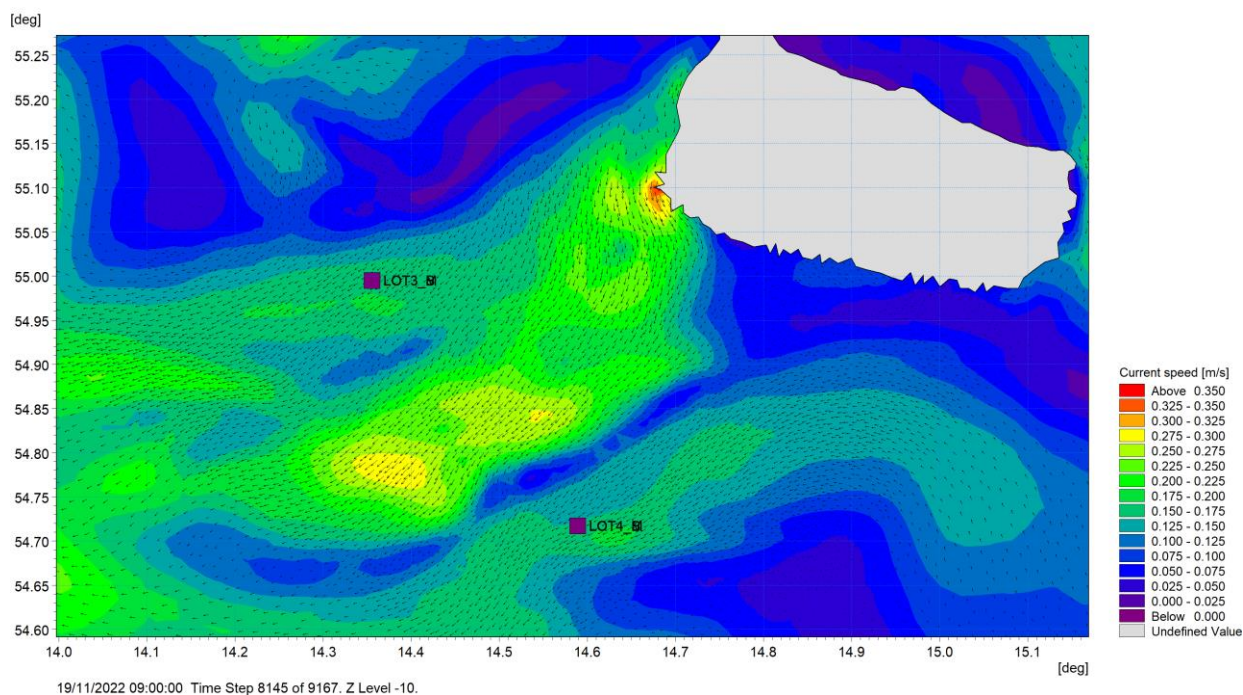 [deg]
55.25
55.20
55.15
55.10
55.05
55.00
54.95
54.90
54.85
54.80
54.75
54.70
54.65
54.60
LOT3_
LOT4_
14.0 14.1 14.2 14.3 14.4 14.5 14.6 14.7 14.8 14.9 15.0 15.1
[deg]
19/11/2022 09:00:00 Time Step 8145 of 9167. Z Level -10.
Current speed [m/s]
Above 0.350
0.325 - 0.350
0.300 - 0.325
0.275 - 0.300
0.250 - 0.275
0.225 - 0.250
0.200 - 0.225
0.175 - 0.200
0.150 - 0.175
0.125 - 0.150
0.100 - 0.125
0.075 - 0.100
0.050 - 0.075
0.025 - 0.050
0.000 - 0.025
Below 0.000
Undefined Value